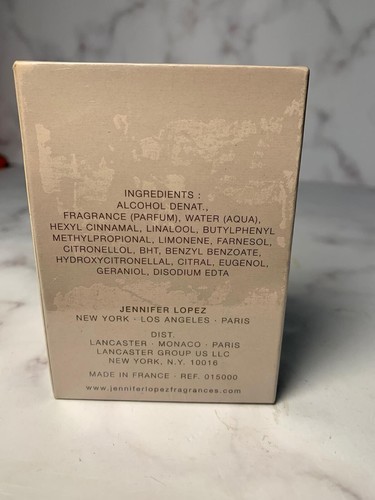 INGREDIENTS :
ALCOHOL DENAT.,
FRAGRANCE (PARFUM), WATER (AQUA),
HEXYL CINNAMAL, LINALOOL, BUTYLPHENYL
METHYLPROPIONAL, LIMONENE, FARNESOL,
CITRONELLOL, BHT, BENZYL BENZOATE,
HYDROXYCITRONELLAL, CITRAL, EUGENOL,
GERANIOL, DISODIUM EDTA
JENNIFER LOPEZ
NEW YORK · LOS ANGELES · PARIS
DIST.
LANCASTER · MONACO · PARIS
LANCASTER GROUP US LLC
NEW YORK, N.Y. 10016
MADE IN FRANCE · REF. 015000
www.jenniferlopezfragrances.com